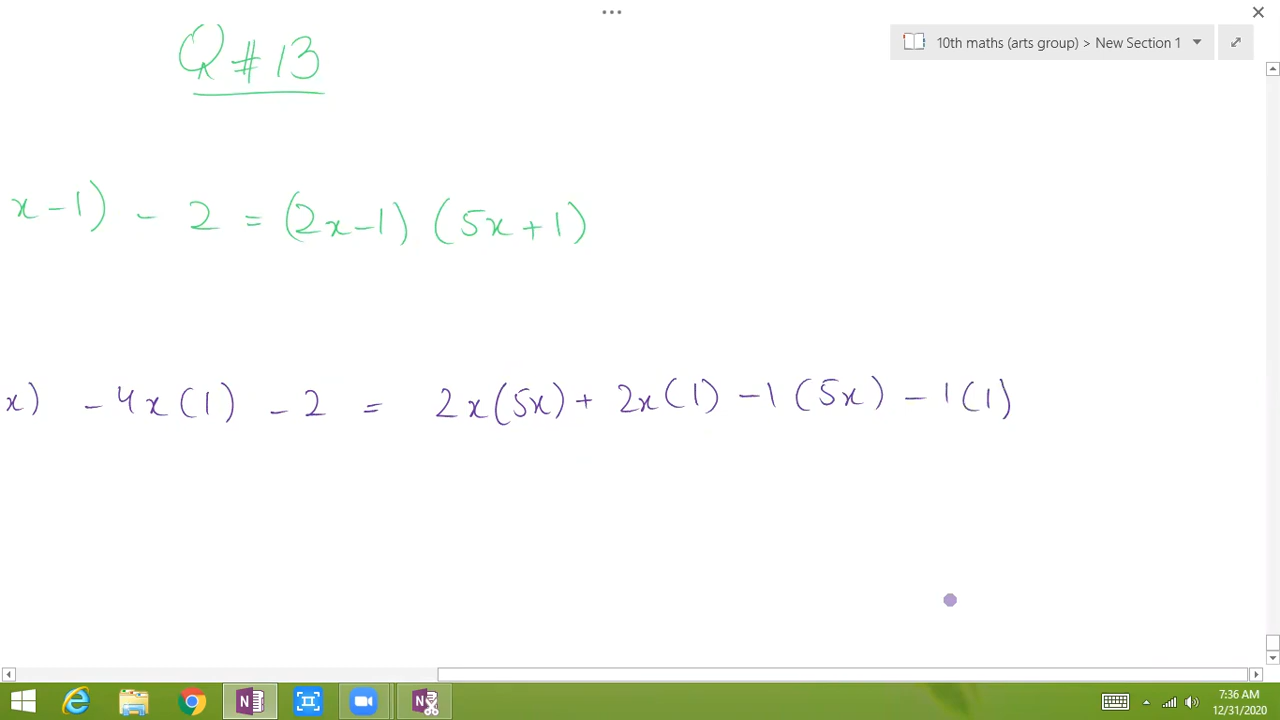 10th maths (arts group) > New Section 1
Q # 13
x-1) - 2 = (2x-1) (5x+1)
x) - 4x(1) - 2 = 2x(5x) + 2x(1) - 1(5x) - 1(1)
7:36 AM
12/31/2020